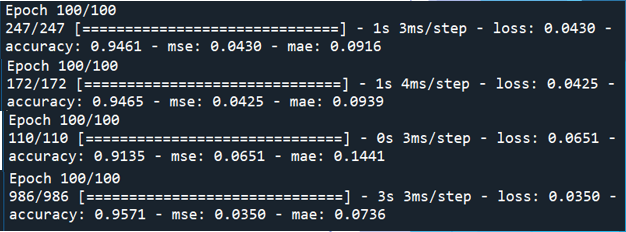 Epoch 100/100
247/247 [==============================] - 1s 3ms/step - loss: 0.0430 -
accuracy: 0.9461 - mse: 0.0430 - mae: 0.0916
Epoch 100/100
172/172 [==============================] - 1s 4ms/step - loss: 0.0425 -
accuracy: 0.9465 - mse: 0.0425 - mae: 0.0939
Epoch 100/100
110/110 [==============================] - 0s 3ms/step - loss: 0.0651 -
accuracy: 0.9135 - mse: 0.0651 - mae: 0.1441
Epoch 100/100
986/986 [==============================] - 3s 3ms/step - loss: 0.0350 -
accuracy: 0.9571 - mse: 0.0350 - mae: 0.0736